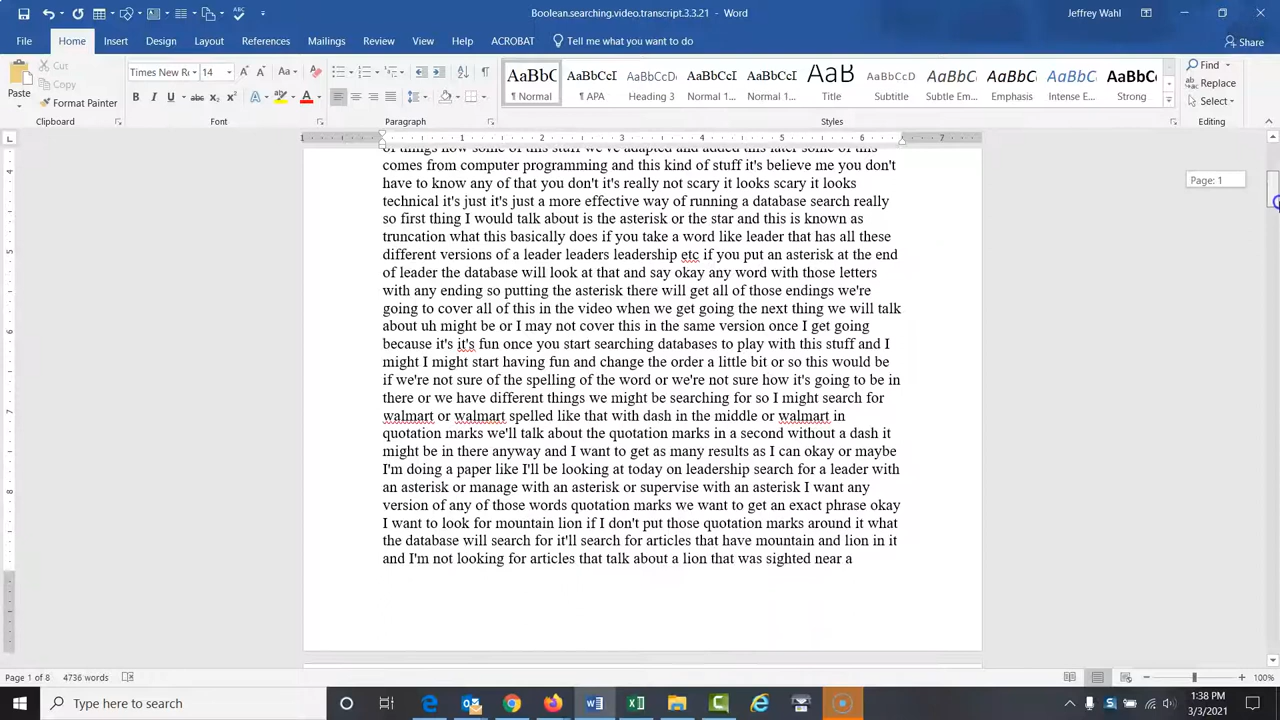 Boolean.searching.video.transcript.3.3.21 - Word
Jeffrey Wahl
File Home Insert Draw Design Layout References Mailings Review View Help ACROBAT Tell me what you want to do
Share
Paste
Cut
Copy
Format Painter
Clipboard
Times New Ro 14
Font
Paragraph
AaBbC AaBbCcI AaBbCcD AaBbCcI AaBbCcI AaB AaBbCcD AaBbCcI AaBbCcI AaBbCcI AaBbCcI
¶ Normal ¶ APA Heading 3 Normal 1... Normal 1... Title Subtitle Subtle Em... Emphasis Intense E... Strong
Styles
Find
Replace
Select
Editing
of things now some of this stuff we've adapted and added this later some of this
comes from computer programming and this kind of stuff it's believe me you don't
have to know any of that you don't it's really not scary it looks scary it looks
technical it's just it's just a more effective way of running a database search really
so first thing I would talk about is the asterisk or the star and this is known as
truncation what this basically does if you take a word like leader that has all these
different versions of a leader leaders leadership etc if you put an asterisk at the end
of leader the database will look at that and say okay any word with those letters
with any ending so putting the asterisk there will get all of those endings we're
going to cover all of this in the video when we get going the next thing we will talk
about uh might be or I may not cover this in the same version once I get going
because it's it's fun once you start searching databases to play with this stuff and I
might I might start having fun and change the order a little bit or so this would be
if we're not sure of the spelling of the word or we're not sure how it's going to be in
there or we have different things we might be searching for so I might search for
walmart or walmart spelled like that with dash in the middle or walmart in
quotation marks we'll talk about the quotation marks in a second without a dash it
might be in there anyway and I want to get as many results as I can okay or maybe
I'm doing a paper like I'll be looking at today on leadership search for a leader with
an asterisk or manage with an asterisk or supervise with an asterisk I want any
version of any of those words quotation marks we want to get an exact phrase okay
I want to look for mountain lion if I don't put those quotation marks around it what
the database will search for it'll search for articles that have mountain and lion in it
and I'm not looking for articles that talk about a lion that was sighted near a
Page: 1
Page 1 of 8 4736 words
100%
Type here to search
1:38 PM
3/3/2021